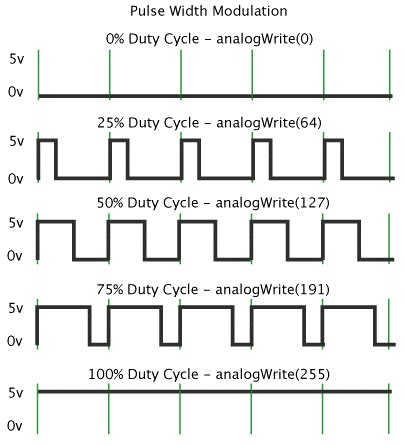 Pulse Width Modulation
0% Duty Cycle – analogWrite(0)
5v
0v
25% Duty Cycle – analogWrite(64)
5v
0v
50% Duty Cycle – analogWrite(127)
5v
0v
75% Duty Cycle – analogWrite(191)
5v
0v
100% Duty Cycle – analogWrite(255)
5v
0v